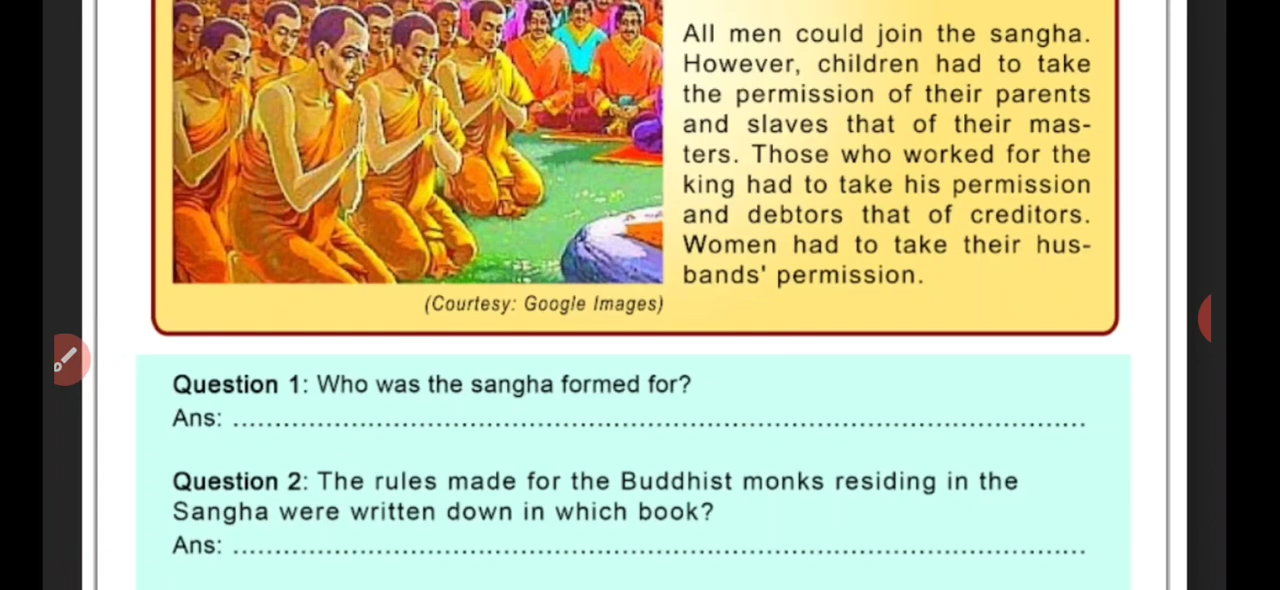 All men could join the sangha.
However, children had to take
the permission of their parents
and slaves that of their mas-
ters. Those who worked for the
king had to take his permission
and debtors that of creditors.
Women had to take their hus-
bands' permission.
(Courtesy: Google Images)
Question 1: Who was the sangha formed for?
Ans: ........................................................................................................
Question 2: The rules made for the Buddhist monks residing in the
Sangha were written down in which book?
Ans: ........................................................................................................